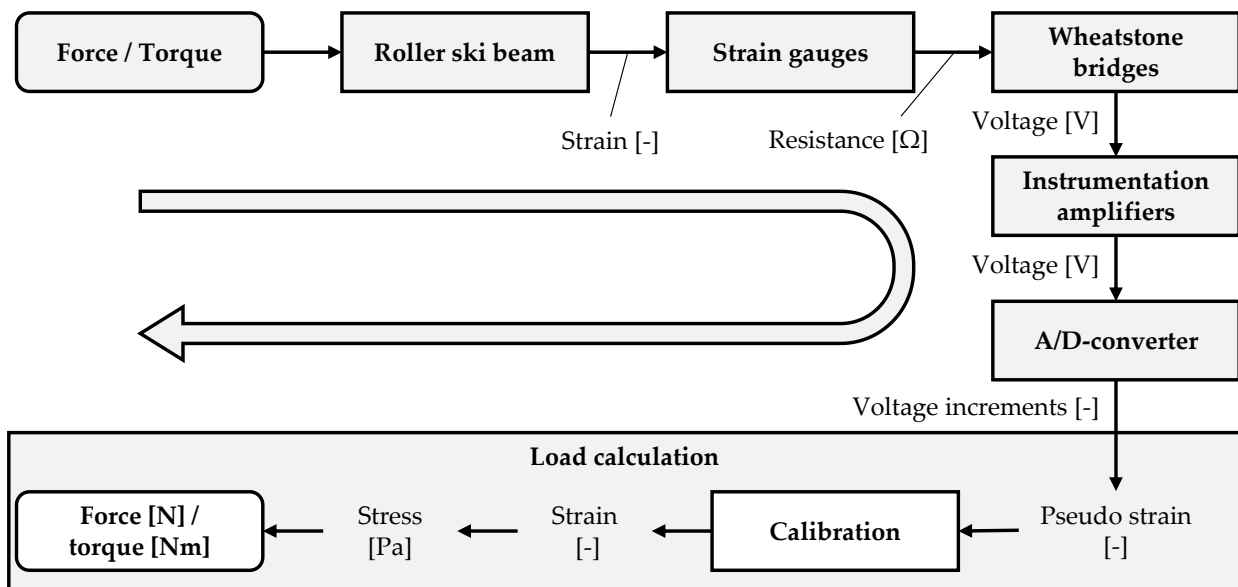 Force / Torque
Roller ski beam
Strain gauges
Wheatstone
bridges
Strain [-]
Resistance [Ω]
Voltage [V]
Instrumentation
amplifiers
Voltage [V]
A/D-converter
Voltage increments [-]
Load calculation
Force [N] /
torque [Nm]
Stress
[Pa]
Strain
[-]
Calibration
Pseudo strain
[-]